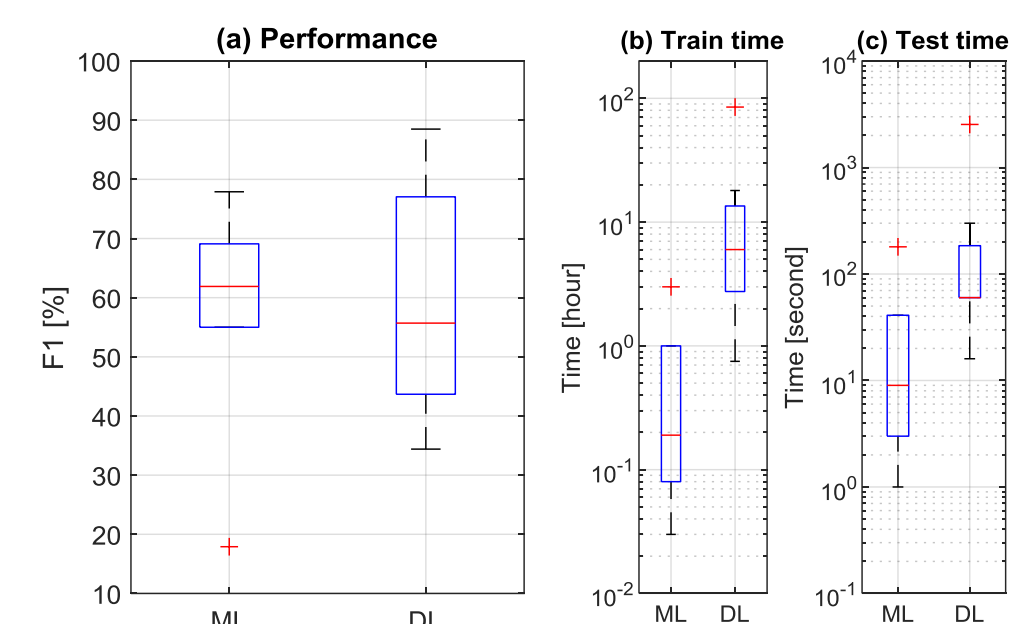 (a) Performance
F1 [%]
100
90
80
70
60
50
40
30
20
10
ML
DL
(b) Train time
Time [hour]
10^2
10^1
10^0
10^-1
10^-2
ML
DL
(c) Test time
Time [second]
10^4
10^3
10^2
10^1
10^0
10^-1
ML
DL